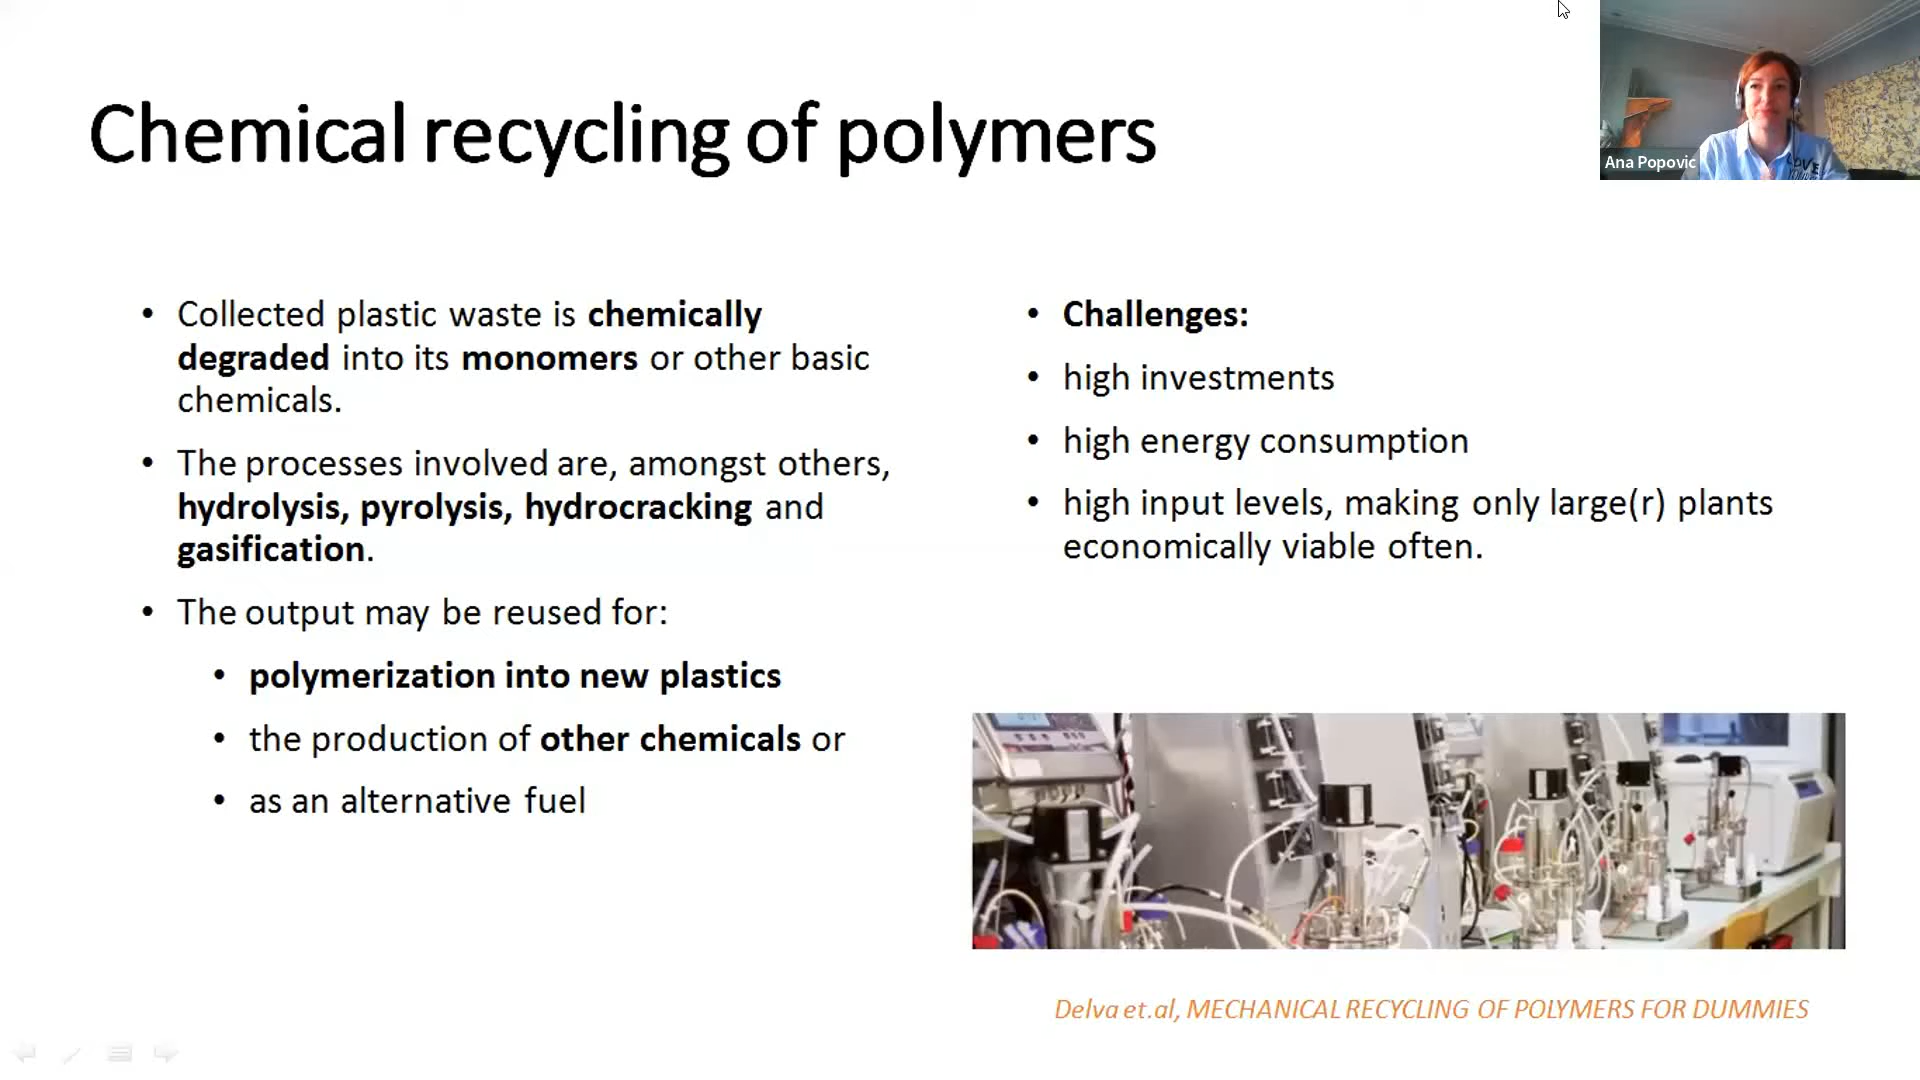 Chemical recycling of polymers
Ana Popovic
• Collected plastic waste is chemically
degraded into its monomers or other basic
chemicals.
• The processes involved are, amongst others,
hydrolysis, pyrolysis, hydrocracking and
gasification.
• The output may be reused for:
• polymerization into new plastics
• the production of other chemicals or
• as an alternative fuel
• Challenges:
• high investments
• high energy consumption
• high input levels, making only large(r) plants
economically viable often.
Delva et.al, MECHANICAL RECYCLING OF POLYMERS FOR DUMMIES
LOVE